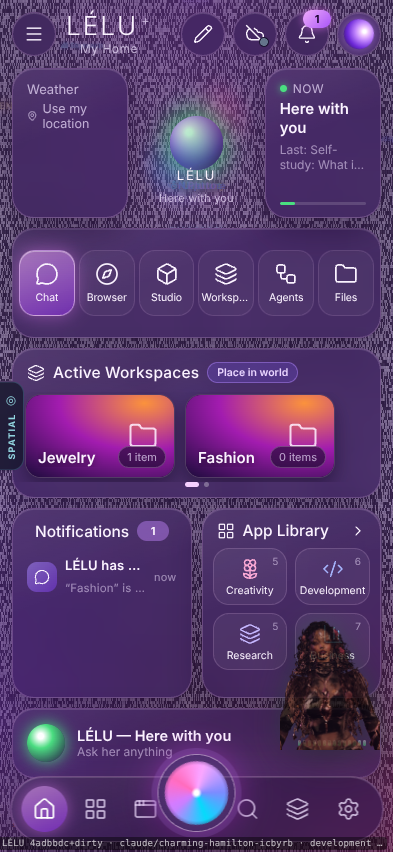 LÉLU +
My Home
1
Weather
Use my
location
LÉLU
Here with you
NOW
Here with
you
Last: Self-
study: What i...
Chat
Browser
Studio
Worksp...
Agents
Files
Active Workspaces
Place in world
SPATIAL
Jewelry
1 item
Fashion
0 items
Notifications
1
LÉLU has ...
now
“Fashion” is ...
App Library
Creativity
5
Development
6
Research
5
7
LÉLU — Here with you
Ask her anything
LÉLU 4adbbdc+dirty · claude/charming-hamilton-icbyrb · development …